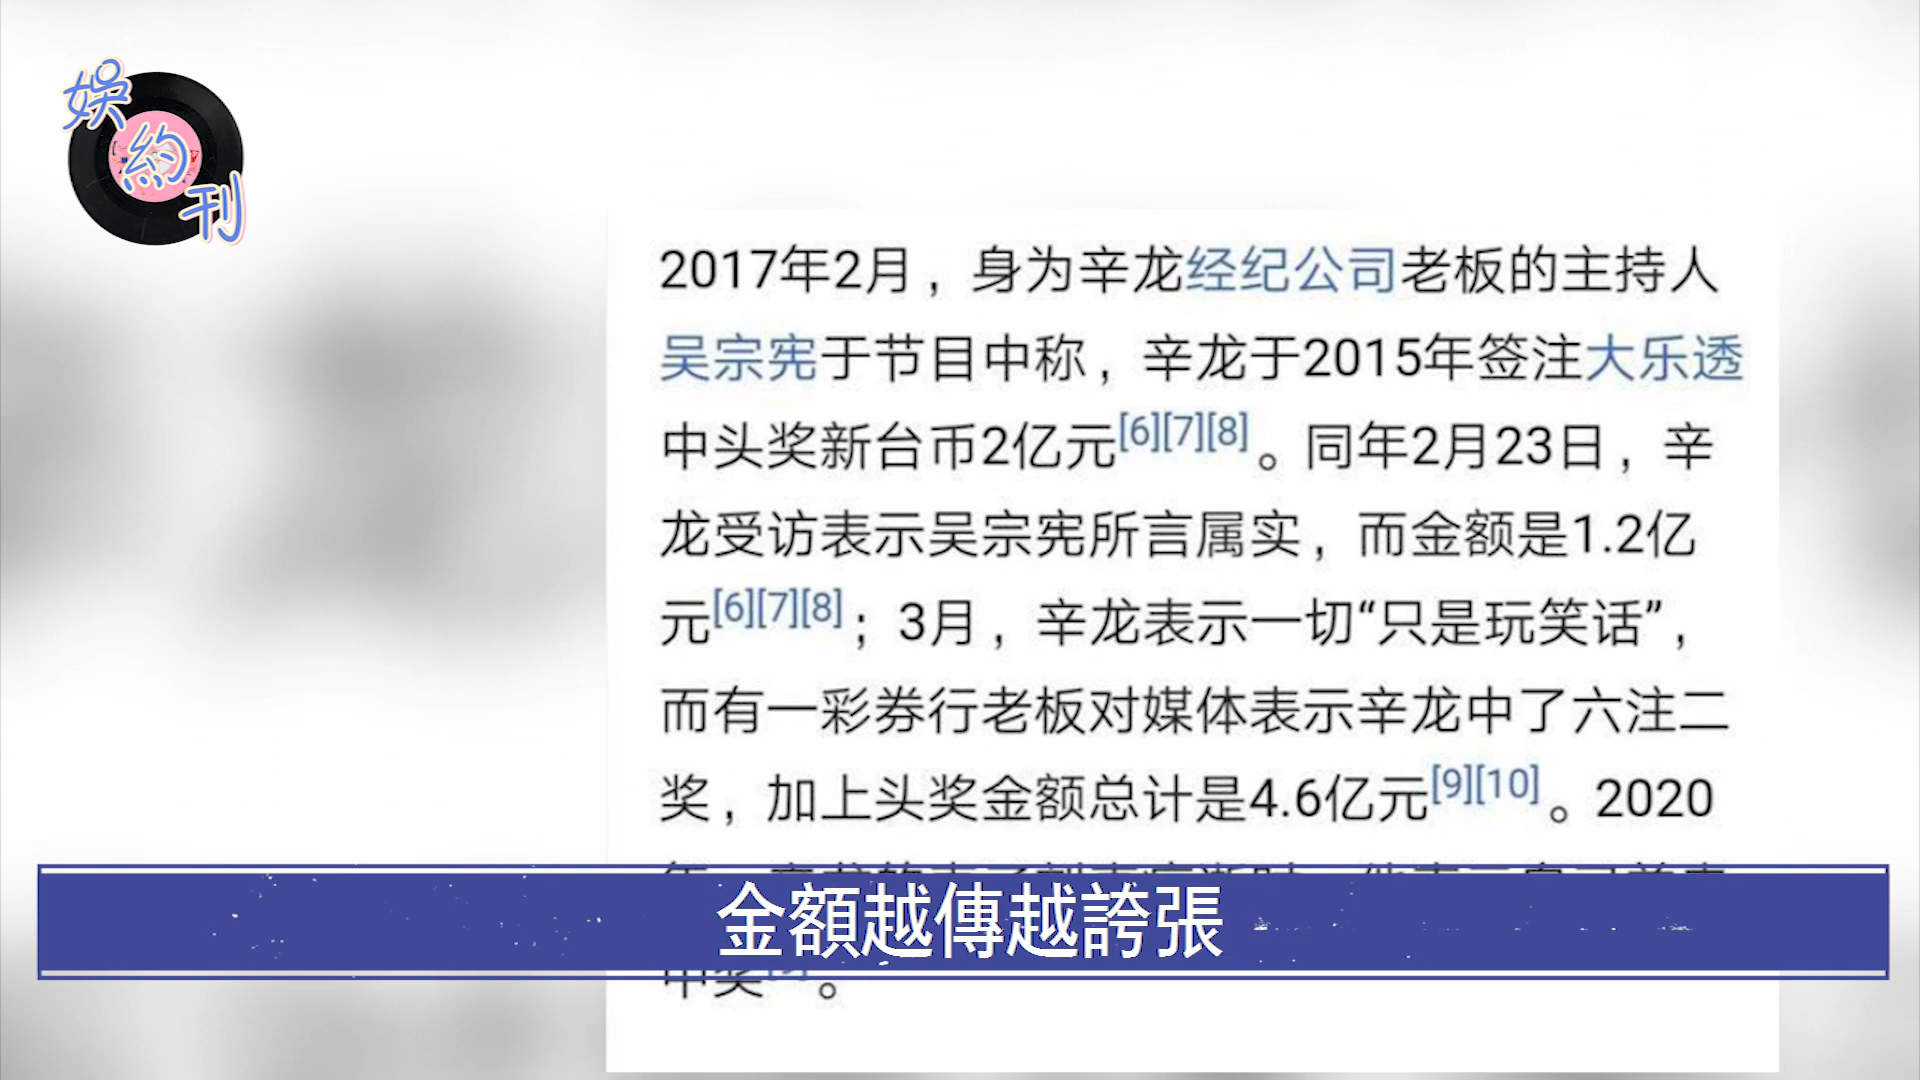 娱
約
刊
2017年2月，身为辛龙经纪公司老板的主持人
吴宗宪于节目中称，辛龙于2015年签注大乐透
中头奖新台币2亿元[6][7][8]。同年2月23日，辛
龙受访表示吴宗宪所言属实，而金额是1.2亿
元[6][7][8]；3月，辛龙表示一切“只是玩笑话”，
而有一彩券行老板对媒体表示辛龙中了六注二
奖，加上头奖金额总计是4.6亿元[9][10]。2020
金額越傳越誇張
中奖